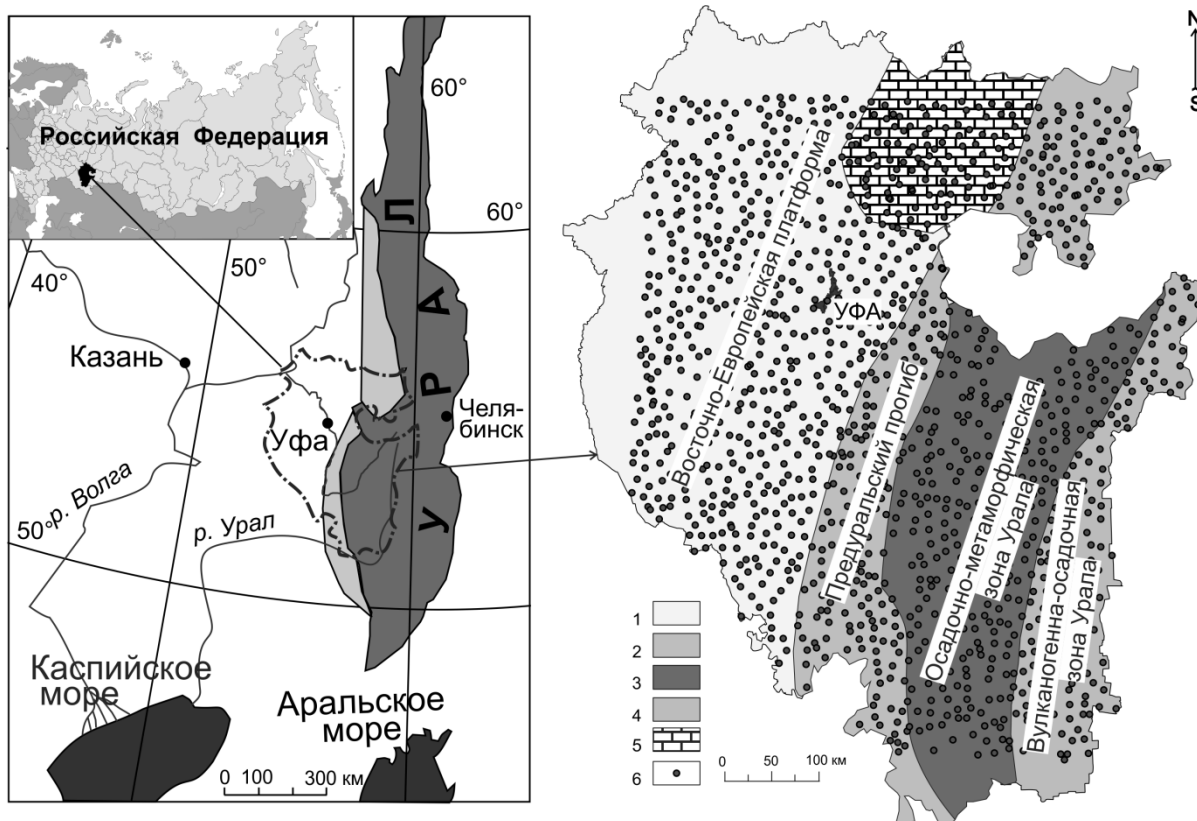 Российская Федерация
60°
60°
40°
50°
Казань
Уфа
Челя-
бинск
У Р А Л
р. Волга
50°
р. Урал
Каспийское
море
Аральское
море
0 100 300 км
N
S
Восточно-Европейская платформа
УФА
Предуральский прогиб
Осадочно-метаморфическая
зона Урала
Вулканогенна-осадочная
зона Урала
1
2
3
4
5
6
0 50 100 км